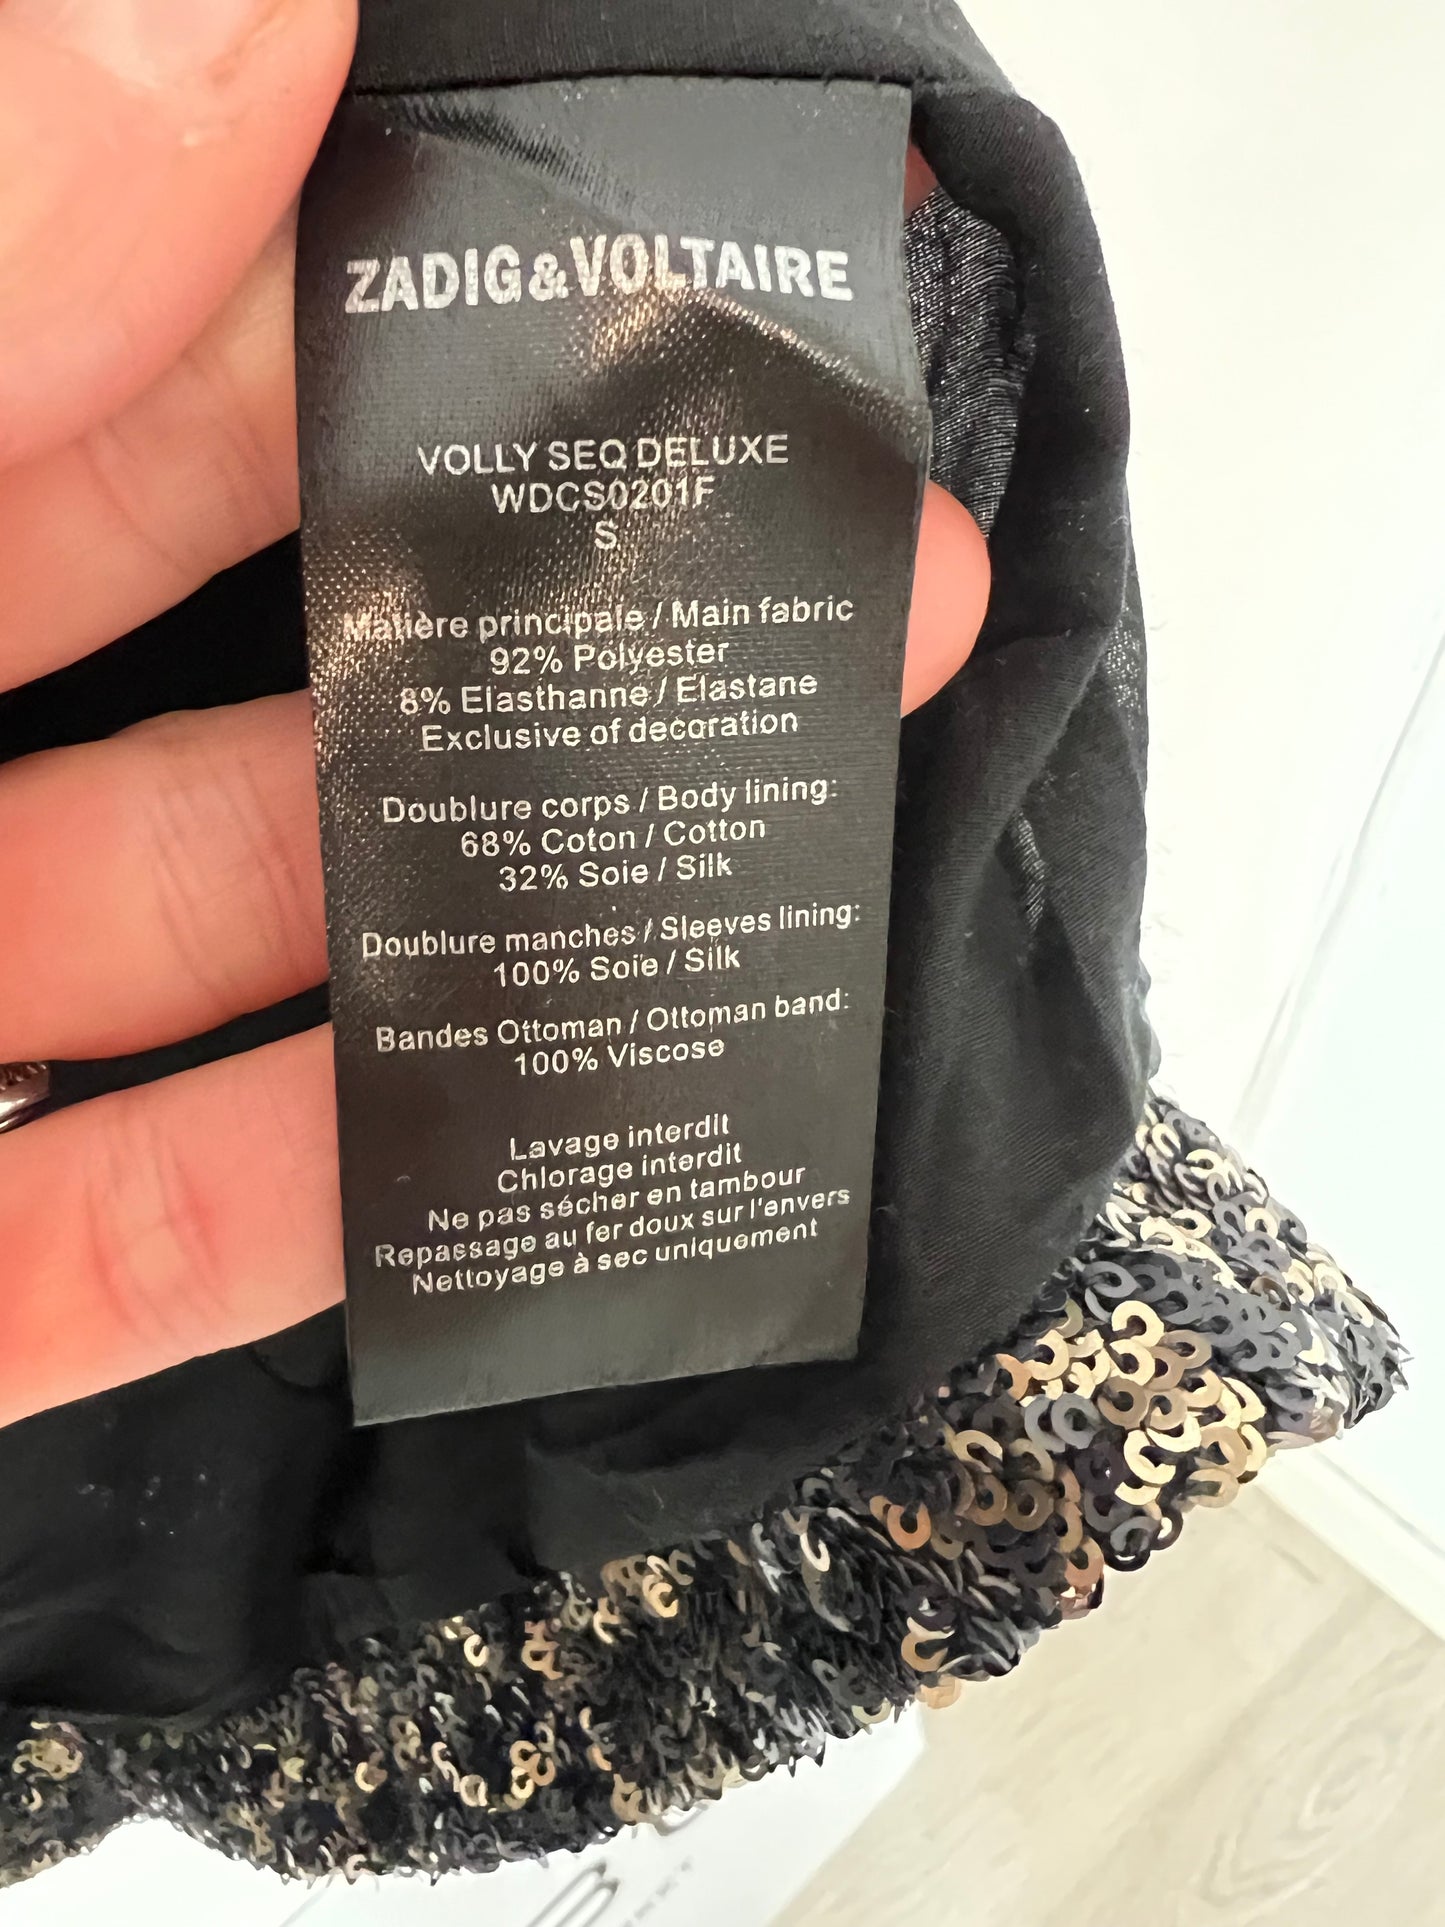 ZADIG&VOLTAIRE
VOLLY SEQ DELUXE
WDCS0201F
S
Matière principale / Main fabric
92% Polyester
8% Elasthanne / Elastane
Exclusive of decoration
Doublure corps / Body lining:
68% Coton / Cotton
32% Soie / Silk
Doublure manches / Sleeves lining:
100% Soie / Silk
Bandes Ottoman / Ottoman band:
100% Viscose
Lavage interdit
Chlorage interdit
Ne pas sécher en tambour
Repassage au fer doux sur l'envers
Nettoyage à sec uniquement